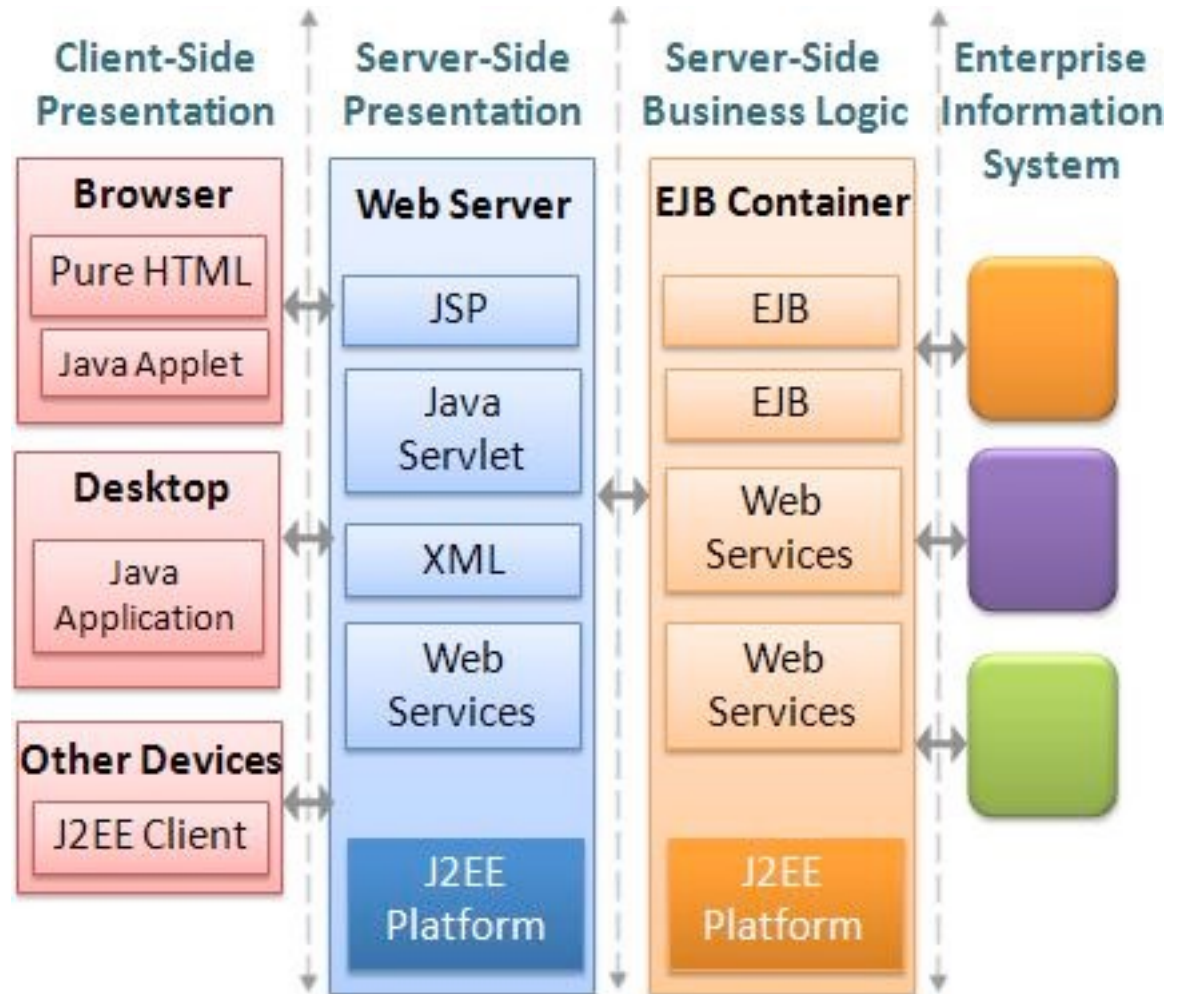 Client-Side
Presentation
Server-Side
Presentation
Server-Side
Business Logic
Enterprise
Information
System
Browser
Pure HTML
Java Applet
Desktop
Java
Application
Other Devices
J2EE Client
Web Server
JSP
Java
Servlet
XML
Web
Services
J2EE
Platform
EJB Container
EJB
EJB
Web
Services
Web
Services
J2EE
Platform